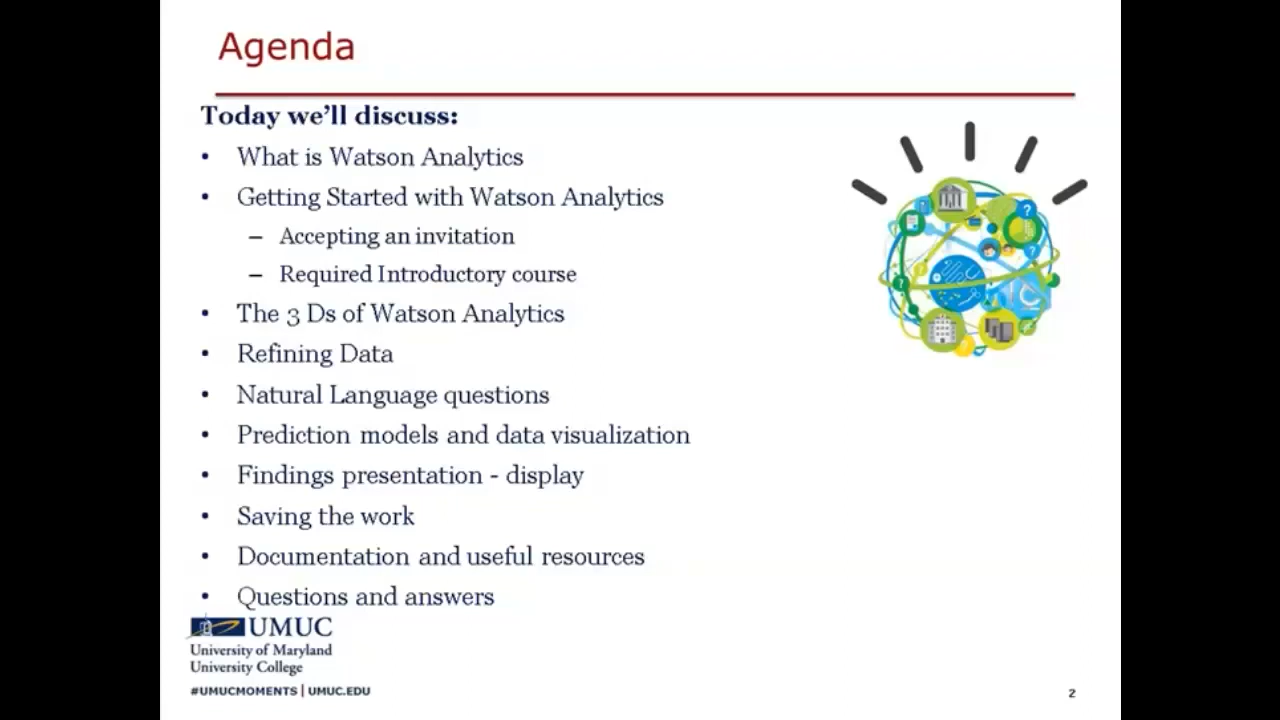 Agenda
Today we'll discuss:
• What is Watson Analytics
• Getting Started with Watson Analytics
– Accepting an invitation
– Required Introductory course
• The 3 Ds of Watson Analytics
• Refining Data
• Natural Language questions
• Prediction models and data visualization
• Findings presentation - display
• Saving the work
• Documentation and useful resources
• Questions and answers
UMUC
University of Maryland
University College
#UMUCMOMENTS | UMUC.EDU
2